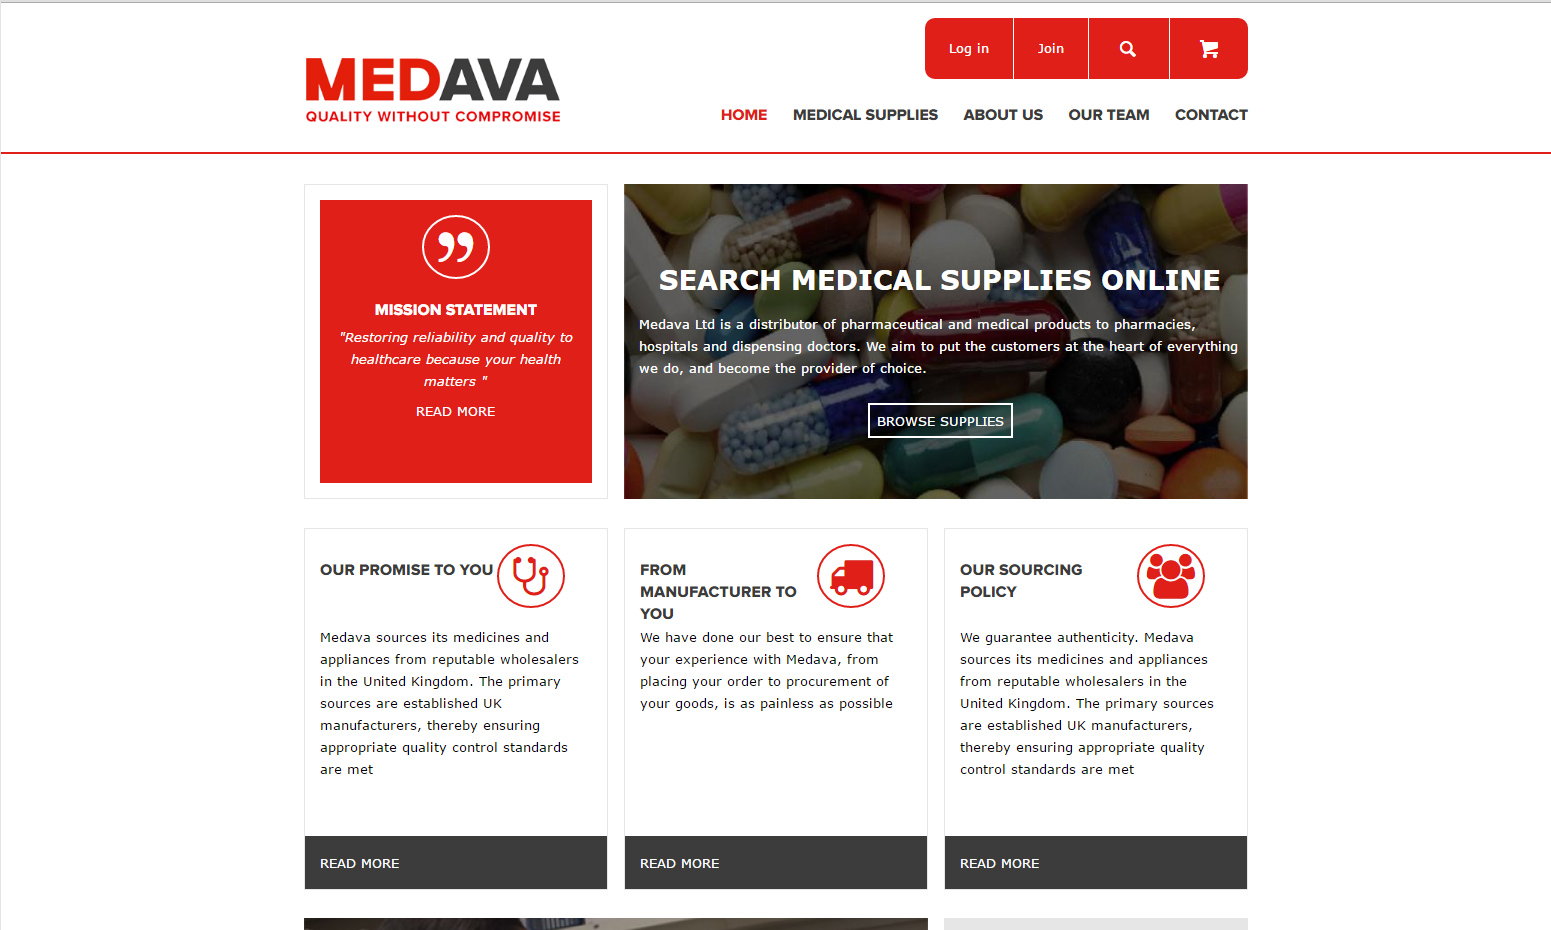 Log in
Join
MEDAVA
QUALITY WITHOUT COMPROMISE
HOME
MEDICAL SUPPLIES
ABOUT US
OUR TEAM
CONTACT
MISSION STATEMENT
"Restoring reliability and quality to
healthcare because your health
matters "
READ MORE
SEARCH MEDICAL SUPPLIES ONLINE
Medava Ltd is a distributor of pharmaceutical and medical products to pharmacies,
hospitals and dispensing doctors. We aim to put the customers at the heart of everything
we do, and become the provider of choice.
BROWSE SUPPLIES
OUR PROMISE TO YOU
Medava sources its medicines and
appliances from reputable wholesalers
in the United Kingdom. The primary
sources are established UK
manufacturers, thereby ensuring
appropriate quality control standards
are met
READ MORE
FROM
MANUFACTURER TO
YOU
We have done our best to ensure that
your experience with Medava, from
placing your order to procurement of
your goods, is as painless as possible
READ MORE
OUR SOURCING
POLICY
We guarantee authenticity. Medava
sources its medicines and appliances
from reputable wholesalers in the
United Kingdom. The primary sources
are established UK manufacturers,
thereby ensuring appropriate quality
control standards are met
READ MORE